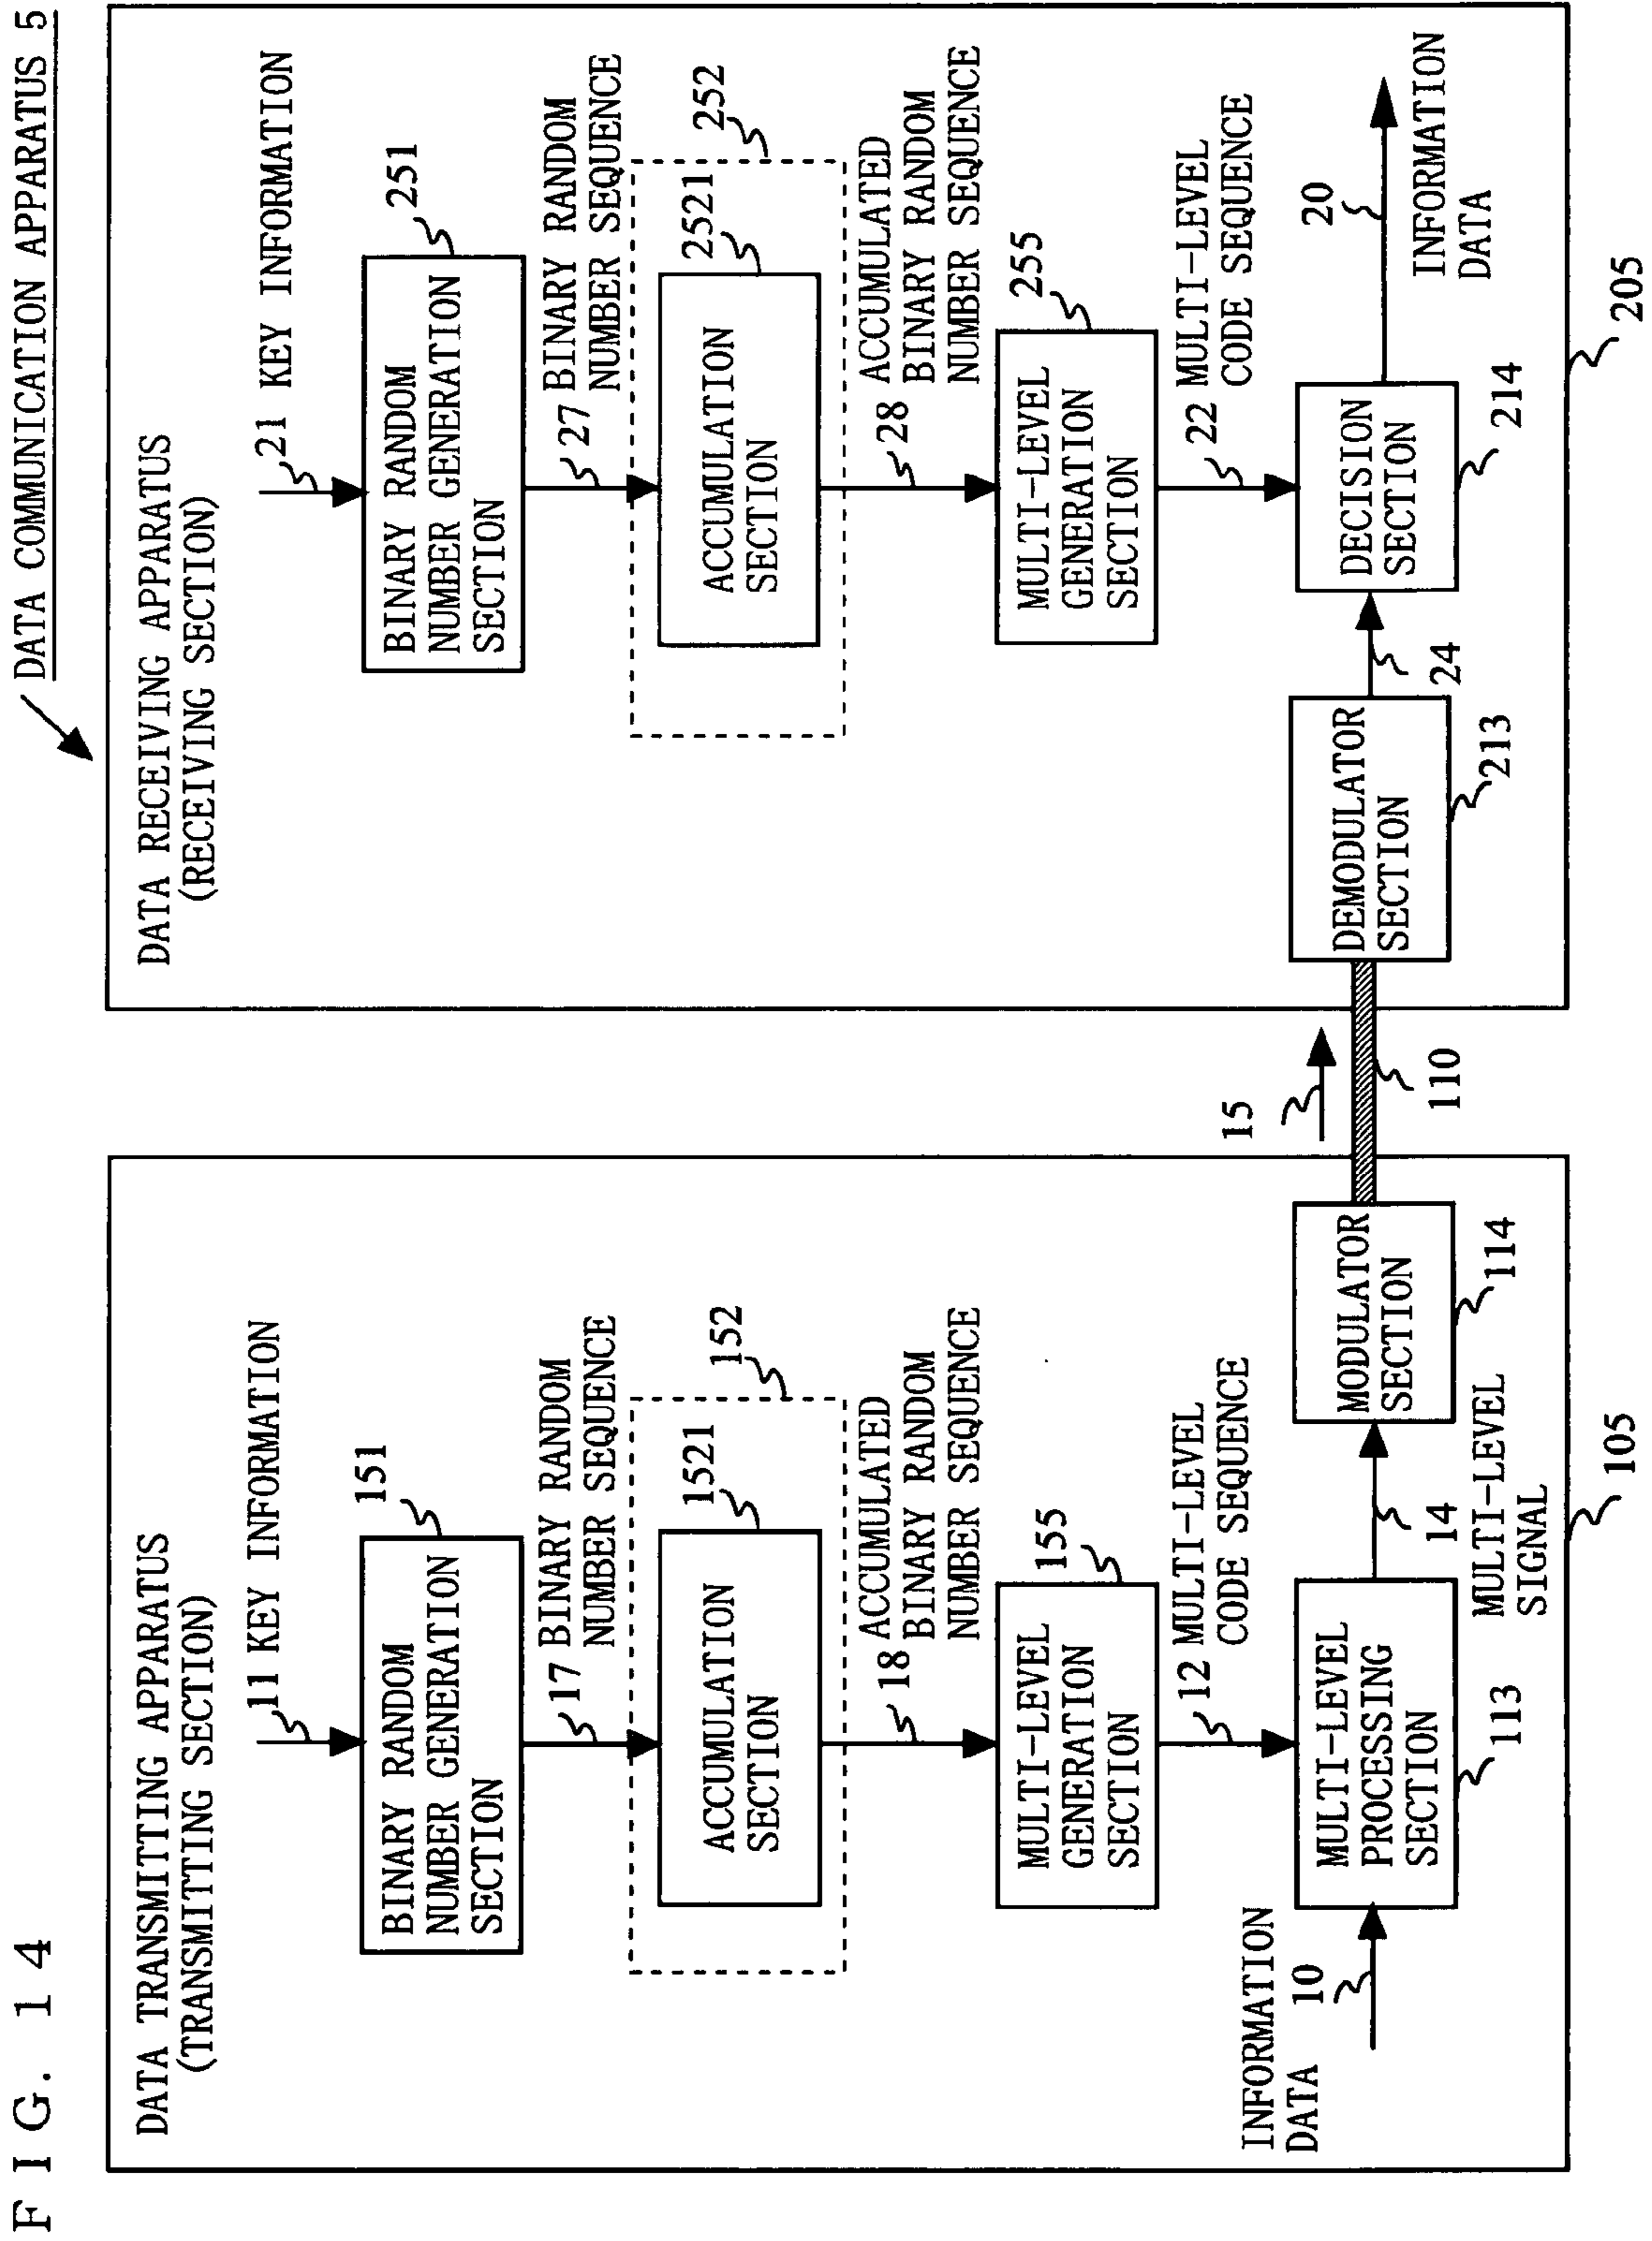 F I G. 1 4
DATA COMMUNICATION APPARATUS 5
DATA TRANSMITTING APPARATUS
(TRANSMITTING SECTION)
11 KEY INFORMATION
151
BINARY RANDOM
NUMBER GENERATION
SECTION
17
BINARY RANDOM
NUMBER SEQUENCE
152
1521
ACCUMULATION
SECTION
18
ACCUMULATED
BINARY RANDOM
NUMBER SEQUENCE
155
MULTI-LEVEL
GENERATION
SECTION
12
MULTI-LEVEL
CODE SEQUENCE
INFORMATION
DATA
10
MULTI-LEVEL
PROCESSING
SECTION
113
14
MULTI-LEVEL
SIGNAL
MODULATOR
SECTION
114
105
15
110
DATA RECEIVING APPARATUS
(RECEIVING SECTION)
21 KEY INFORMATION
251
BINARY RANDOM
NUMBER GENERATION
SECTION
27
BINARY RANDOM
NUMBER SEQUENCE
252
2521
ACCUMULATION
SECTION
28
ACCUMULATED
BINARY RANDOM
NUMBER SEQUENCE
255
MULTI-LEVEL
GENERATION
SECTION
22
MULTI-LEVEL
CODE SEQUENCE
DEMODULATOR
SECTION
213
24
DECISION
SECTION
214
20
INFORMATION
DATA
205